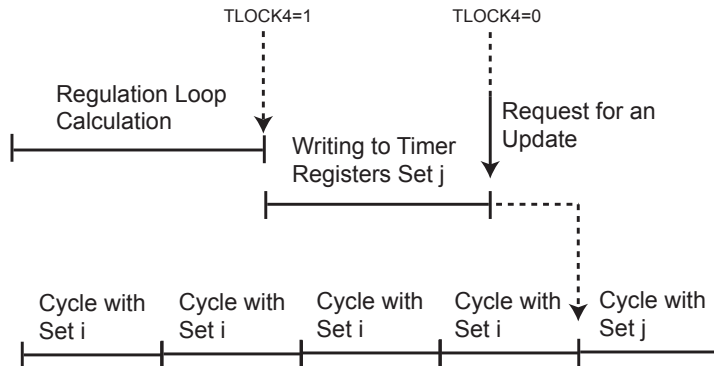 TLOCK4=1
TLOCK4=0
Regulation Loop
Calculation
Request for an
Update
Writing to Timer
Registers Set j
Cycle with
Set i
Cycle with
Set i
Cycle with
Set i
Cycle with
Set i
Cycle with
Set j